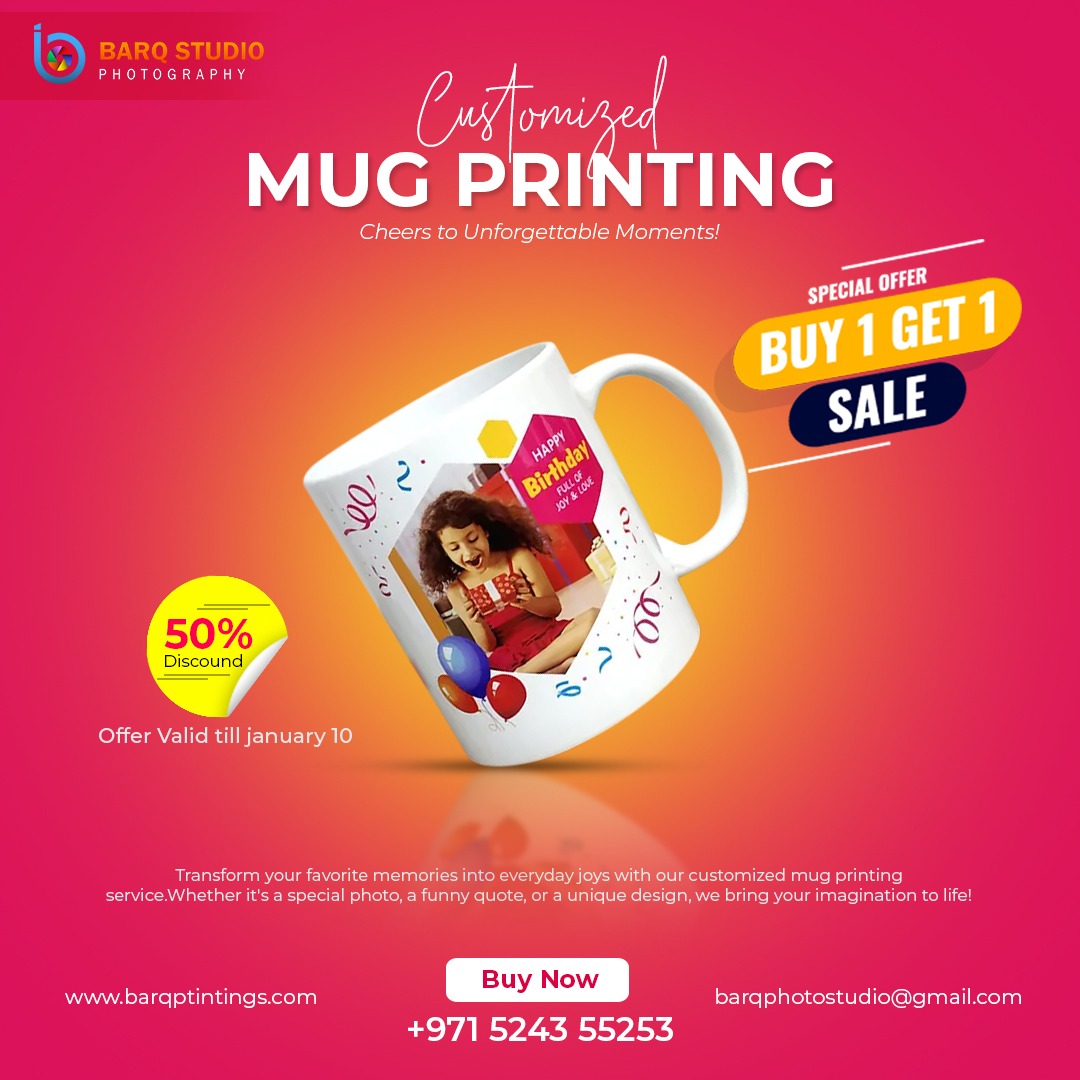 BARQ STUDIO
PHOTOGRAPHY
Customized
MUG PRINTING
Cheers to Unforgettable Moments!
SPECIAL OFFER
BUY 1 GET 1
SALE
HAPPY
Birthday
FULL OF
JOY & LOVE
50%
Discound
Offer Valid till january 10
Transform your favorite memories into everyday joys with our customized mug printing
service.Whether it's a special photo, a funny quote, or a unique design, we bring your imagination to life!
Buy Now
www.barqptintings.com
barqphotostudio@gmail.com
+971 5243 55253